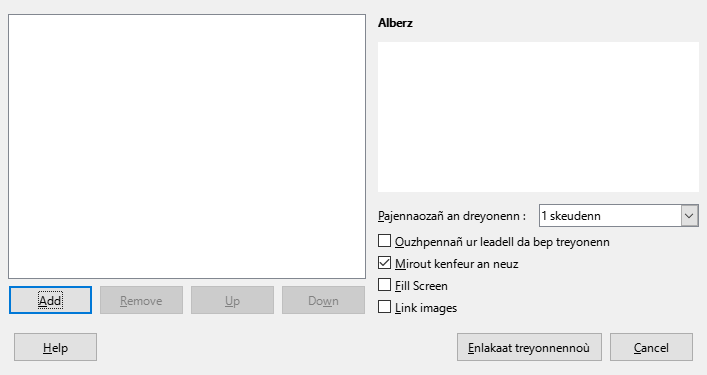 Alberz
Pajennaozañ an dreyonenn :
1 skeudenn
Ouzhpennañ ur leadell da bep treyonenn
Mirout kenfeur an neuz
Fill Screen
Link images
Add
Remove
Up
Down
Help
Enlakaat treyonnennoù
Cancel